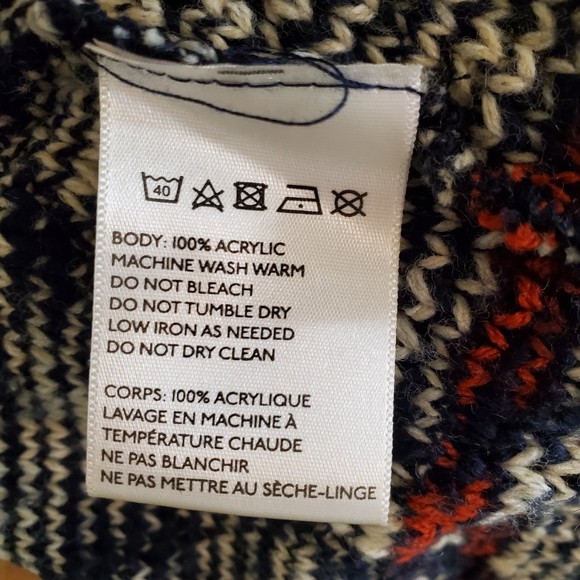 40
BODY: 100% ACRYLIC
MACHINE WASH WARM
DO NOT BLEACH
DO NOT TUMBLE DRY
LOW IRON AS NEEDED
DO NOT DRY CLEAN
CORPS: 100% ACRYLIQUE
LAVAGE EN MACHINE À
TEMPÉRATURE CHAUDE
NE PAS BLANCHIR
NE PAS METTRE AU SÈCHE-LINGE